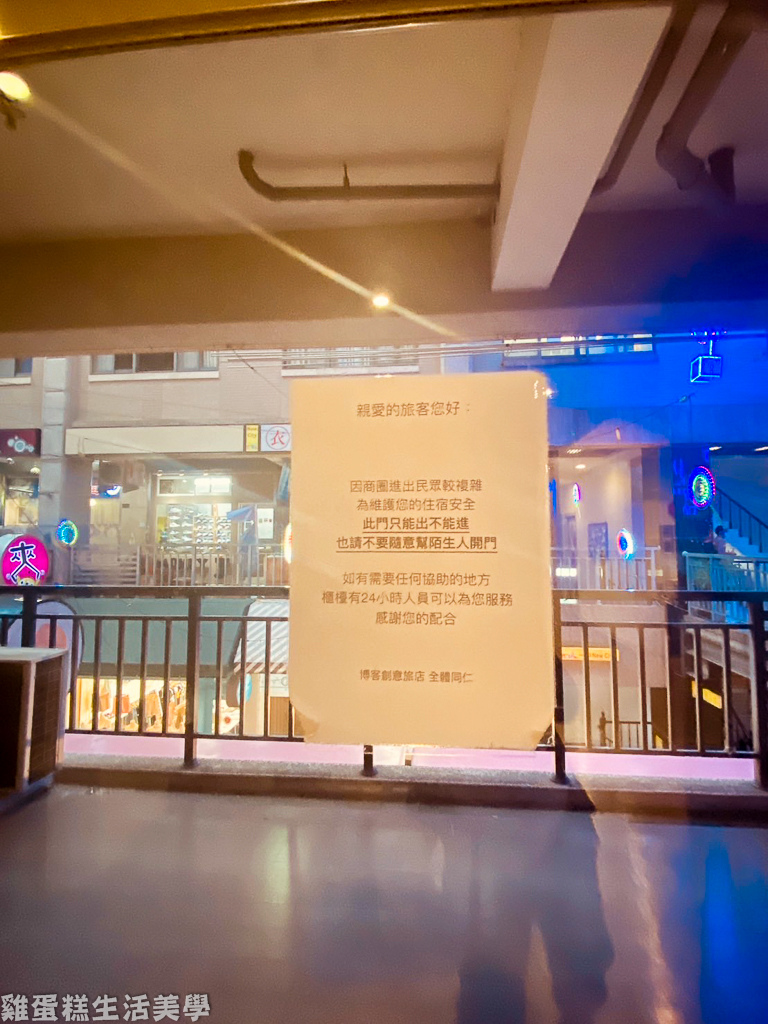 衣
夾
親愛的旅客您好：
因商圈進出民眾較複雜
為維護您的住宿安全
此門只能出不能進
也請不要隨意幫陌生人開門
如有需要任何協助的地方
櫃檯有24小時人員可以為您服務
感謝您的配合
博客創意旅店 全體同仁
雞蛋糕生活美學